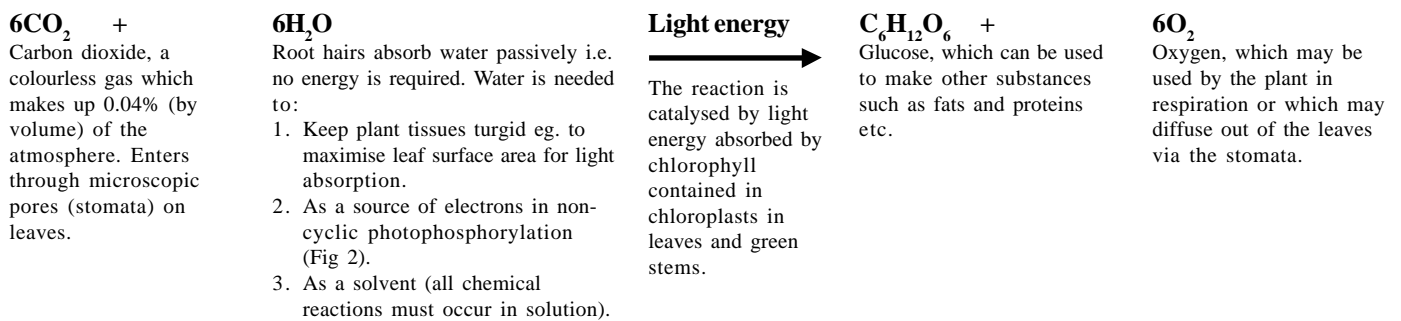 6CO2 +
Carbon dioxide, a
colourless gas which
makes up 0.04% (by
volume) of the
atmosphere. Enters
through microscopic
pores (stomata) on
leaves.
6H2O
Root hairs absorb water passively i.e.
no energy is required. Water is needed
to:
1. Keep plant tissues turgid eg. to
maximise leaf surface area for light
absorption.
2. As a source of electrons in non-
cyclic photophosphorylation
(Fig 2).
3. As a solvent (all chemical
reactions must occur in solution).
Light energy
The reaction is
catalysed by light
energy absorbed by
chlorophyll
contained in
chloroplasts in
leaves and green
stems.
C6H12O6 +
Glucose, which can be used
to make other substances
such as fats and proteins
etc.
6O2
Oxygen, which may be
used by the plant in
respiration or which may
diffuse out of the leaves
via the stomata.